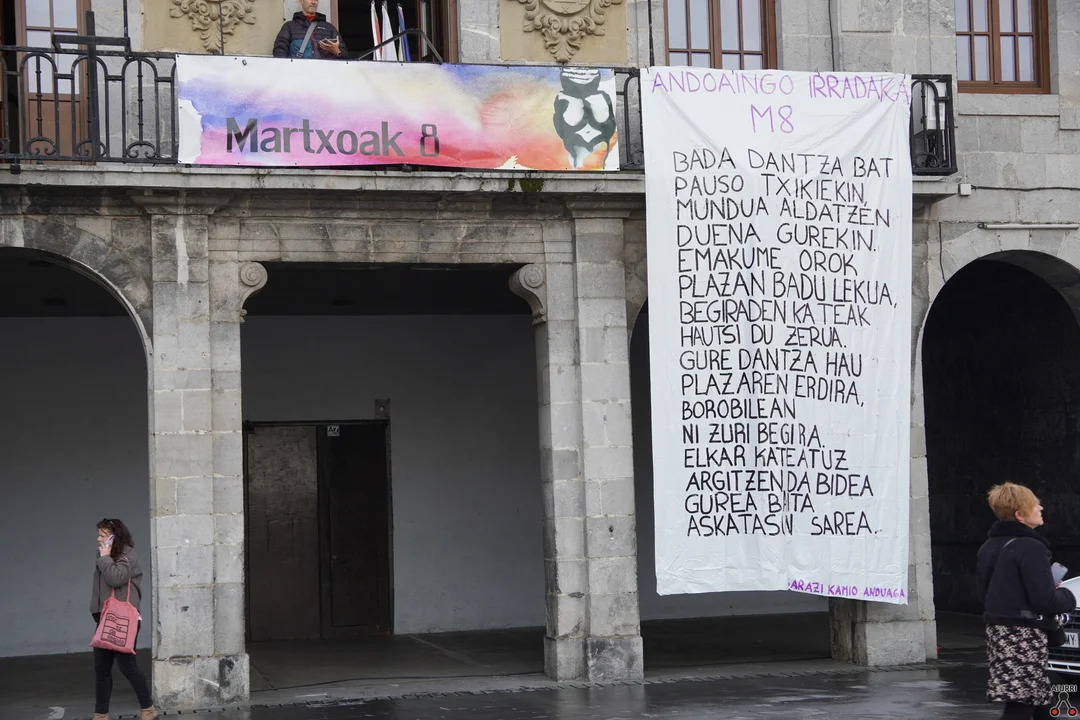 Martxoak 8
ANDOAINGO IRRADAKA
M8
BADA DANTZA BAT
PAUSO TXIKIEKIN,
MUNDUA ALDATZEN
DUENA GUREKIN.
EMAKUME OROK
PLAZAN BADU LEKUA,
BEGIRADEN KATEAK
HAUTSI DU ZERUA.
GURE DANTZA HAU
PLAZAREN ERDIRA,
BOROBILEAN
NI ZURI BEGIRA.
ELKAR KATEATUZ
ARGITZEN DA BIDEA
GUREA BAITA
ASKATASUN SAREA.
ARAZI KAMIO ANDUAGA
AIURRI